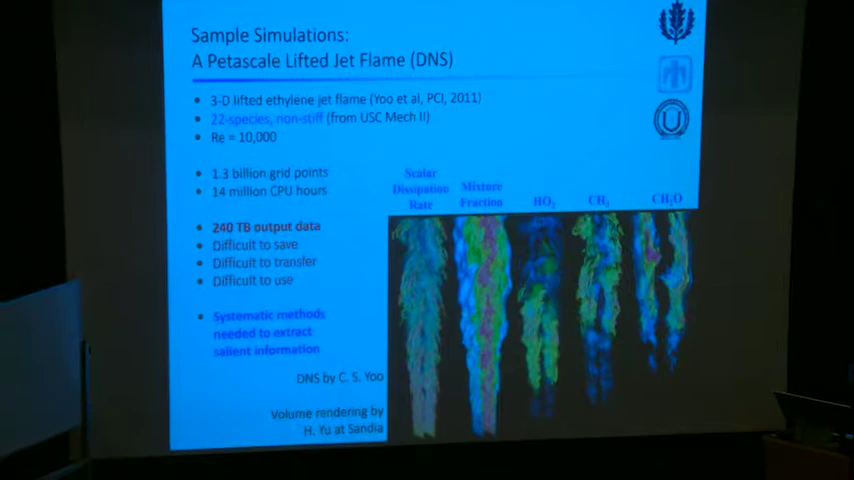 Sample Simulations:
A Petascale Lifted Jet Flame (DNS)
• 3-D lifted ethylene jet flame (Yoo et al, PCI, 2011)
• 22-species, non-stiff (from USC Mech II)
• Re = 10,000
• 1.3 billion grid points
• 14 million CPU hours
• 240 TB output data
• Difficult to save
• Difficult to transfer
• Difficult to use
• Systematic methods
needed to extract
salient information
DNS by C. S. Yoo
Volume rendering by
H. Yu at Sandia
Scalar
Dissipation
Rate
Mixture
Fraction
HO₂
CH₃
CH₂O
U